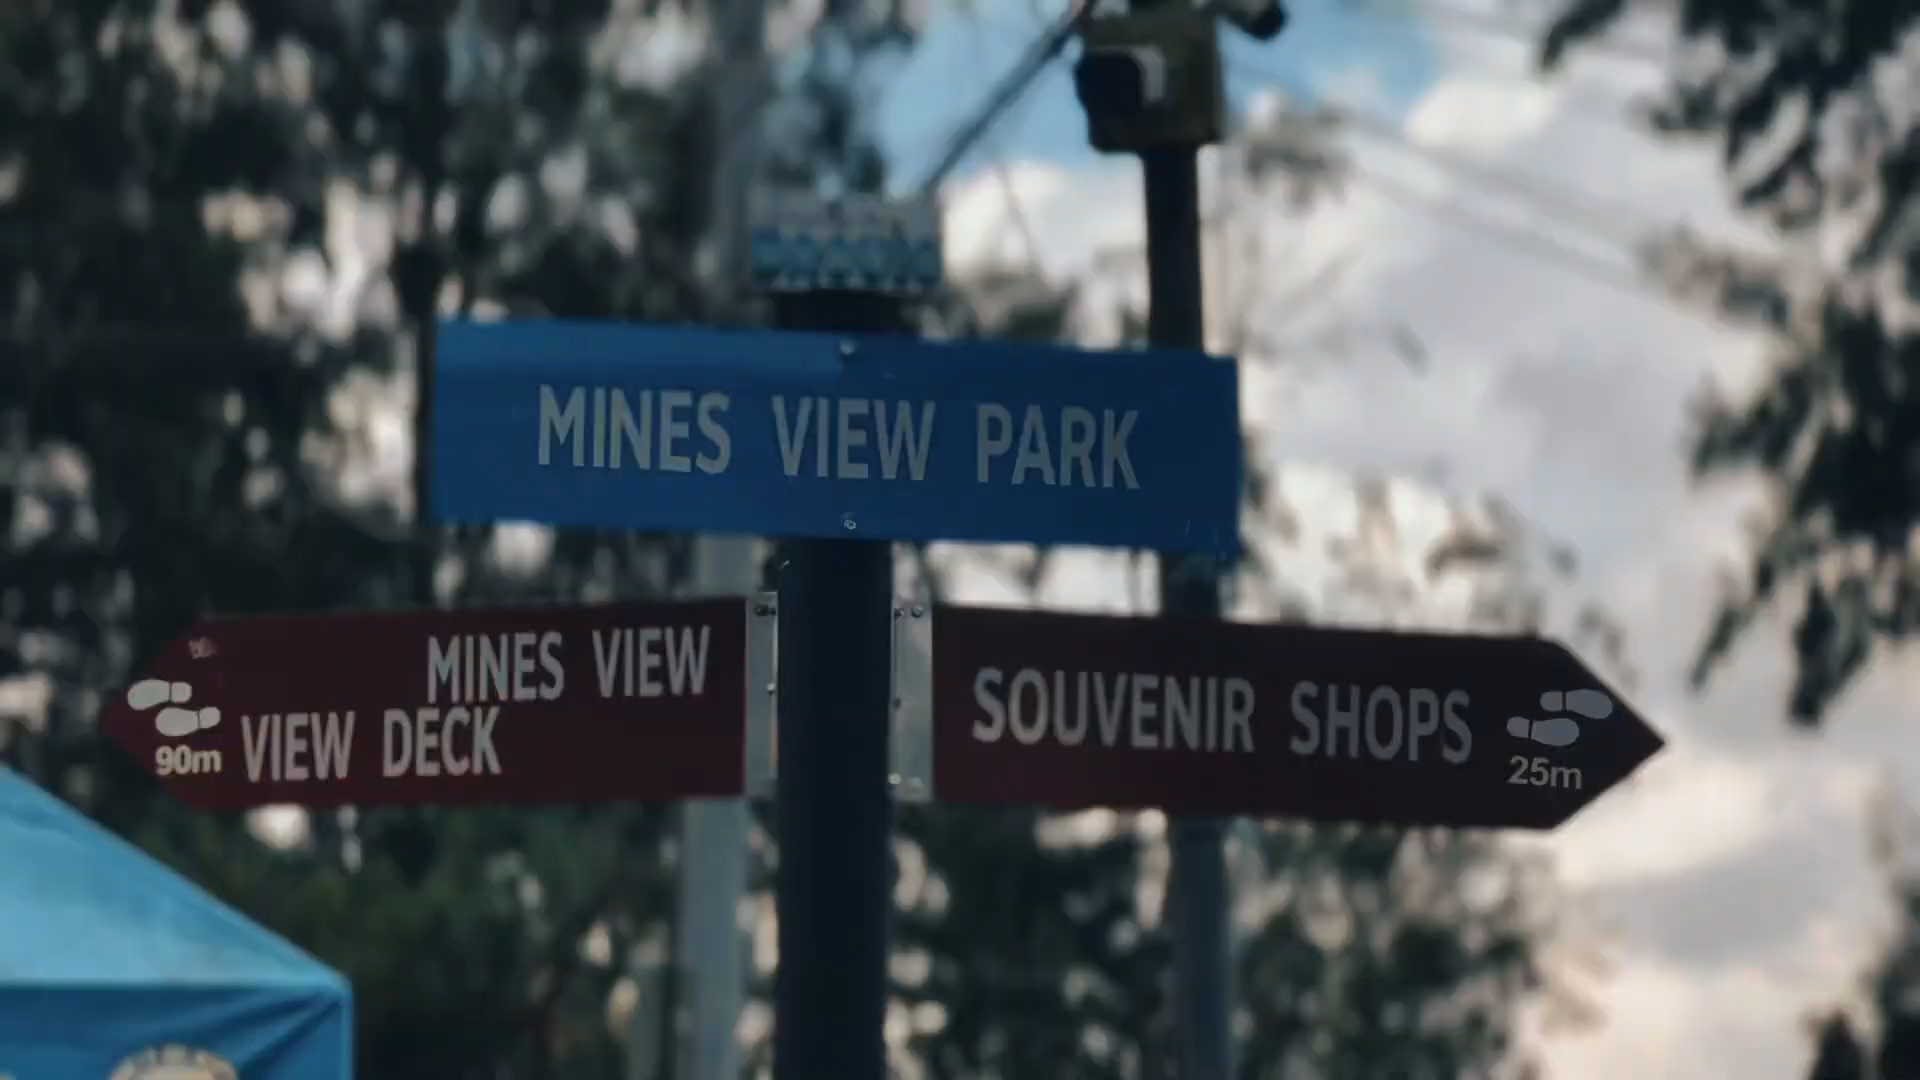 MINES VIEW PARK
MINES VIEW
VIEW DECK
90m
SOUVENIR SHOPS
25m